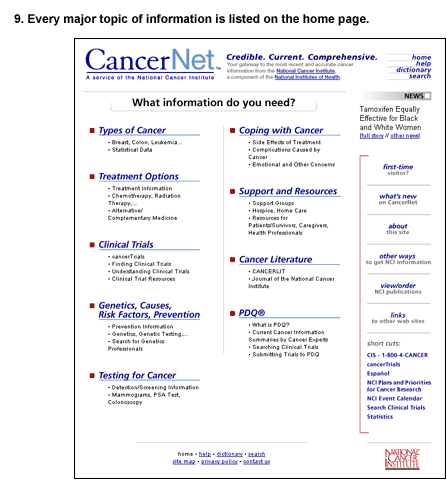 9. Every major topic of information is listed on the home page.
CancerNet™
A service of the National Cancer Institute
Credible. Current. Comprehensive.
Your gateway to the most recent and accurate cancer
information from the National Cancer Institute,
a component of the National Institutes of Health.
home
help
dictionary
search
What information do you need?
Types of Cancer
• Breast, Colon, Leukemia...
• Statistical Data
Treatment Options
• Treatment Information
• Chemotherapy, Radiation
Therapy,...
• Alternative/
Complementary Medicine
Clinical Trials
• cancerTrials
• Finding Clinical Trials
• Understanding Clinical Trials
• Clinical Trial Resources
Genetics, Causes,
Risk Factors, Prevention
• Prevention Information
• Genetics, Genetic Testing,...
• Search for Genetics
Professionals
Testing for Cancer
• Detection/Screening Information
• Mammograms, PSA Test,
Colonoscopy
Coping with Cancer
• Side Effects of Treatment
• Complications Caused by
Cancer
• Emotional and Other Concerns
Support and Resources
• Support Groups
• Hospice, Home Care
• Resources for
Patients/Survivors, Caregivers,
Health Professionals
Cancer Literature
• CANCERLIT
• Journal of the National Cancer
Institute
PDQ®
• What is PDQ?
• Current Cancer Information
Summaries by Cancer Experts
• Searching Clinical Trials
• Submitting Trials to PDQ
NEWS
Tamoxifen Equally
Effective for Black
and White Women
[full story // other news]
first-time
visitor?
what's new
on CancerNet
about
this site
other ways
to get NCI information
view/order
NCI publications
links
to other web sites
short cuts:
CIS - 1-800-4-CANCER
cancerTrials
Español
NCI Plans and Priorities
for Cancer Research
NCI Event Calendar
Search Clinical Trials
Statistics
home • help • dictionary • search
site map • privacy policy • contact us
NATIONAL
CANCER
INSTITUTE